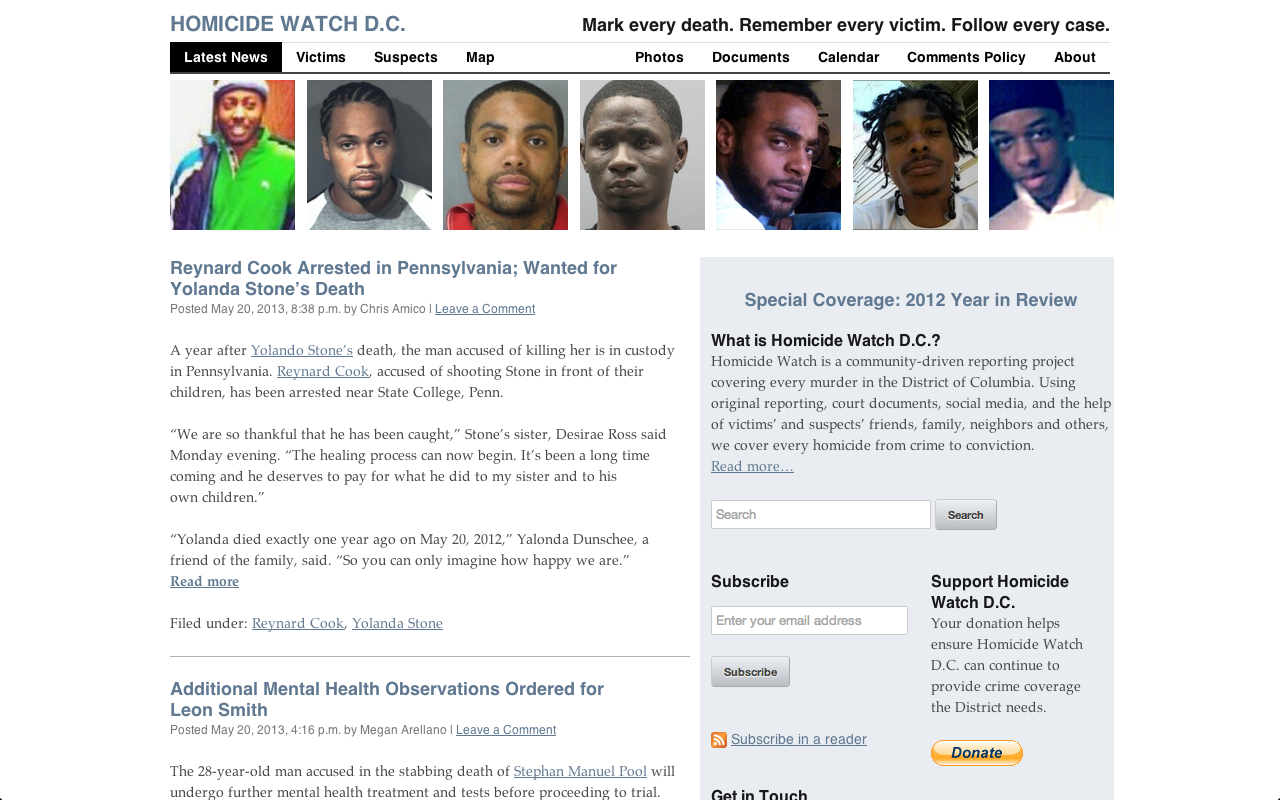 HOMICIDE WATCH D.C.
Mark every death. Remember every victim. Follow every case.
Latest News Victims Suspects Map Photos Documents Calendar Comments Policy About
Reynard Cook Arrested in Pennsylvania; Wanted for
Yolanda Stone’s Death
Posted May 20, 2013, 8:38 p.m. by Chris Amico | Leave a Comment
A year after Yolando Stone’s death, the man accused of killing her is in custody
in Pennsylvania. Reynard Cook, accused of shooting Stone in front of their
children, has been arrested near State College, Penn.
“We are so thankful that he has been caught,” Stone’s sister, Desirae Ross said
Monday evening. “The healing process can now begin. It’s been a long time
coming and he deserves to pay for what he did to my sister and to his
own children.”
“Yolanda died exactly one year ago on May 20, 2012,” Yalonda Dunschee, a
friend of the family, said. “So you can only imagine how happy we are.”
Read more
Filed under: Reynard Cook, Yolanda Stone
Additional Mental Health Observations Ordered for
Leon Smith
Posted May 20, 2013, 4:16 p.m. by Megan Arellano | Leave a Comment
The 28-year-old man accused in the stabbing death of Stephan Manuel Pool will
undergo further mental health treatment and tests before proceeding to trial.
Special Coverage: 2012 Year in Review
What is Homicide Watch D.C.?
Homicide Watch is a community-driven reporting project
covering every murder in the District of Columbia. Using
original reporting, court documents, social media, and the help
of victims’ and suspects’ friends, family, neighbors and others,
we cover every homicide from crime to conviction.
Read more…
Search Search
Subscribe
Enter your email address
Subscribe
Subscribe in a reader
Support Homicide
Watch D.C.
Your donation helps
ensure Homicide Watch
D.C. can continue to
provide crime coverage
the District needs.
Donate
Get in Touch